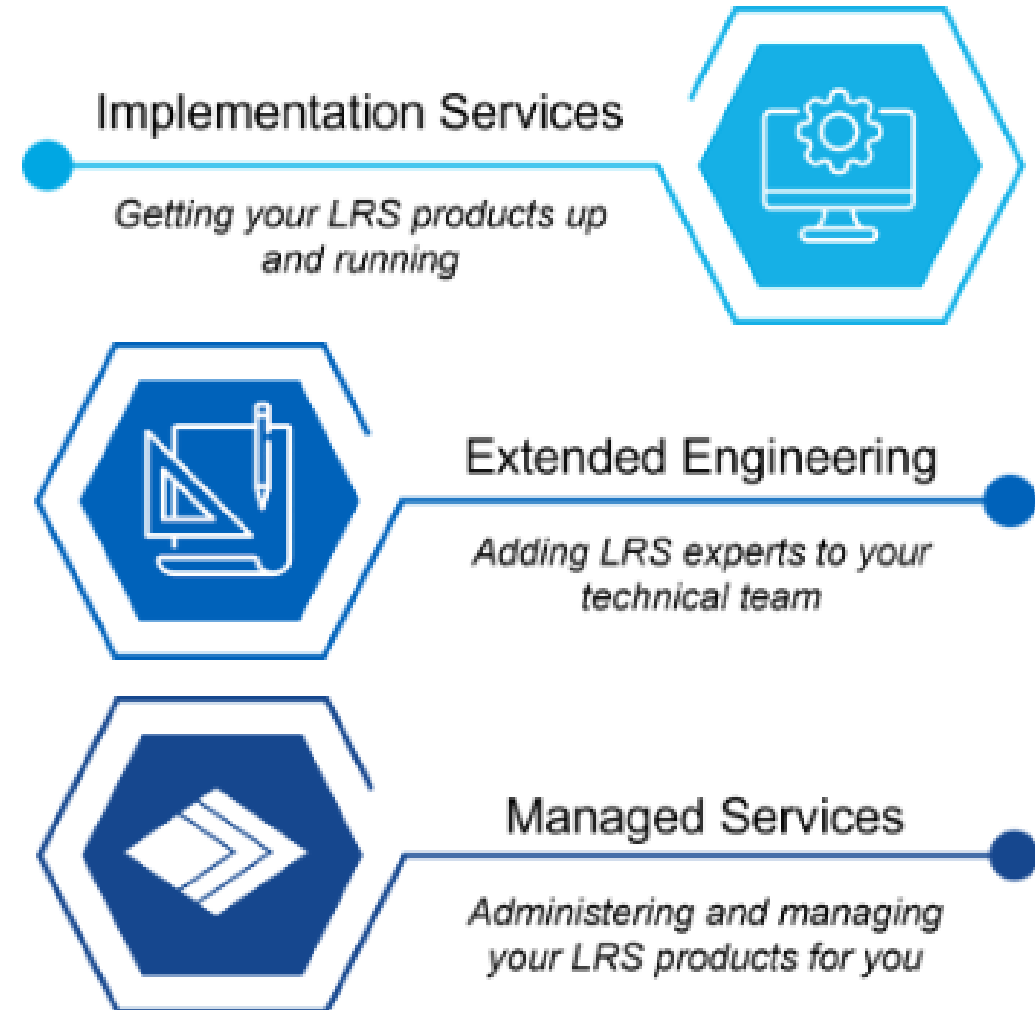 Implementation Services
Getting your LRS products up
and running
Extended Engineering
Adding LRS experts to your
technical team
Managed Services
Administering and managing
your LRS products for you